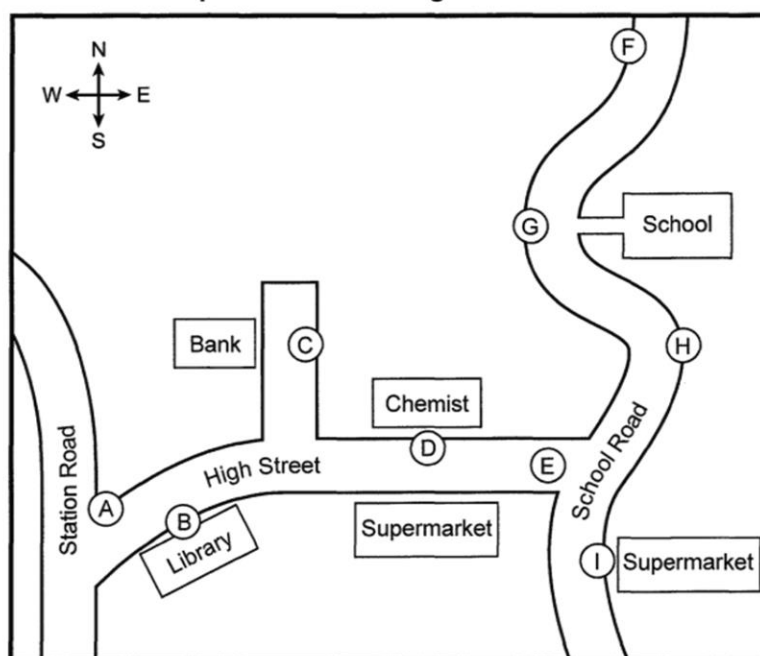 F
N
W E
S
G
School
Bank
C
H
Chemist
D
High Street
E
School Road
Station Road
A
B
Library
Supermarket
I
Supermarket